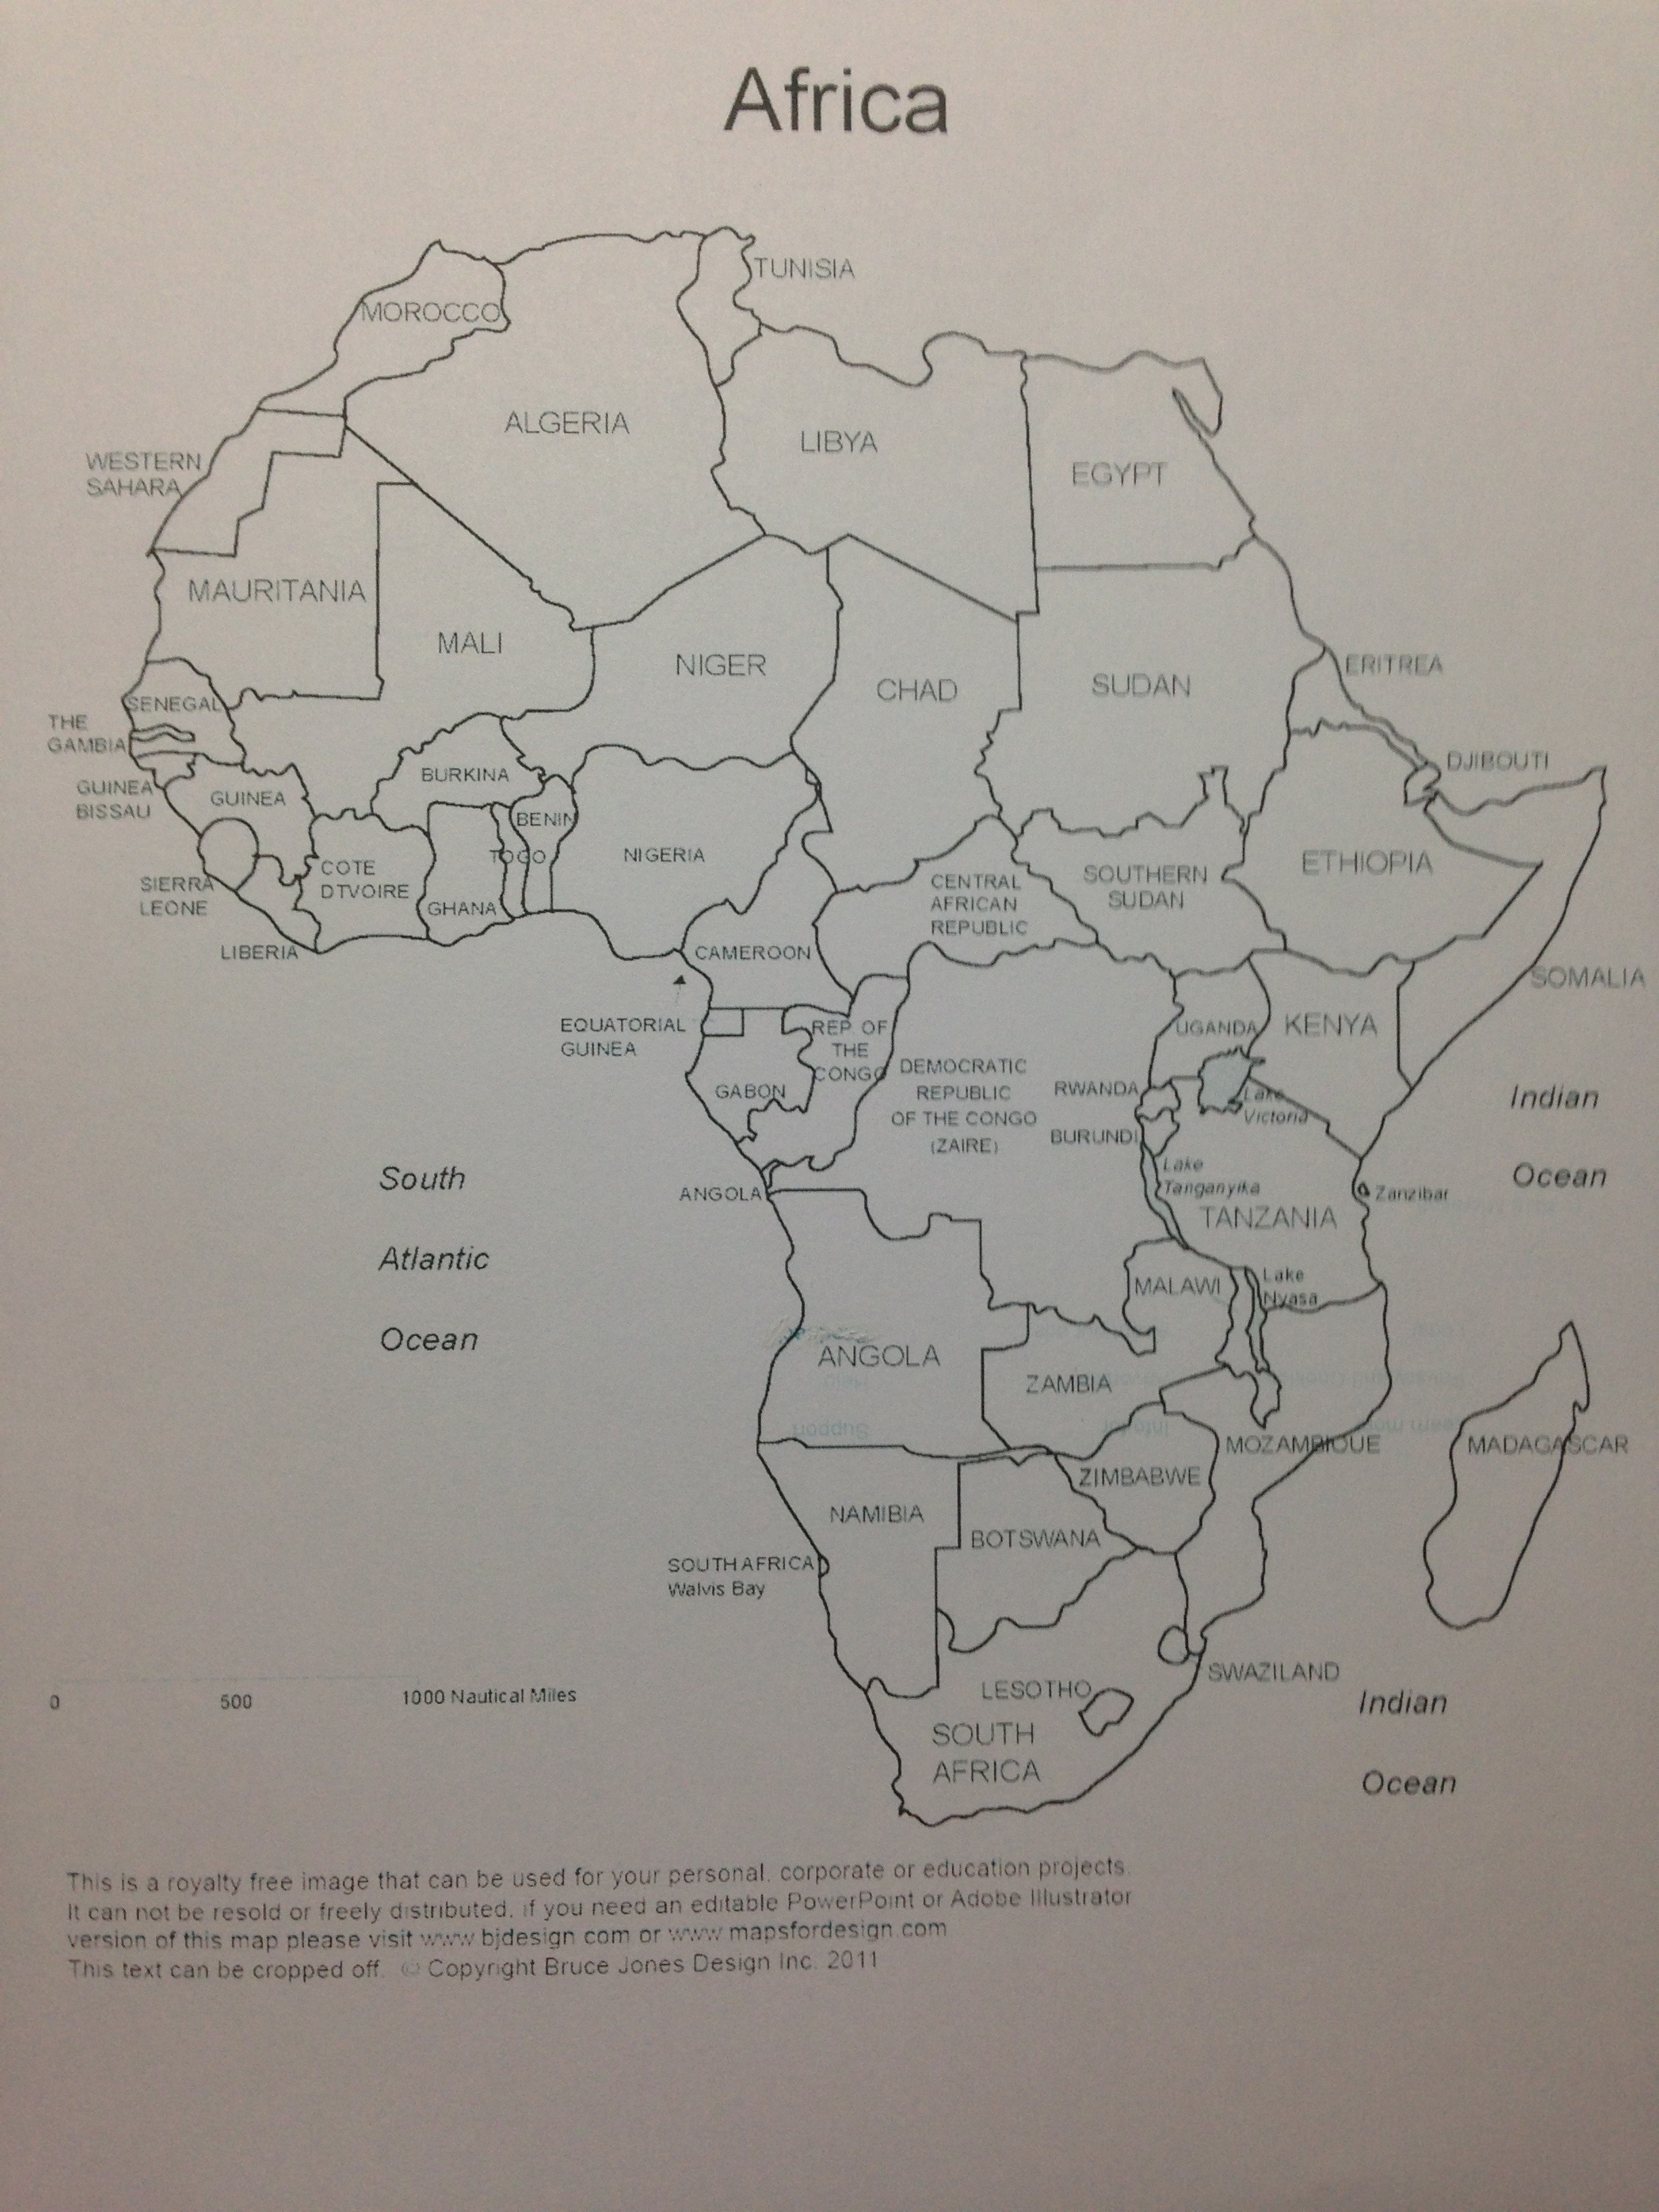 Africa
TUNISIA
MOROCCO
ALGERIA
LIBYA
EGYPT
WESTERN
SAHARA
MAURITANIA
MALI
NIGER
CHAD
SUDAN
ERITREA
SENEGAL
THE
GAMBIA
DJIBOUTI
GUINEA
BISSAU
GUINEA
BURKINA
BENIN
TOGO
NIGERIA
COTE
DTVOIRE
GHANA
SIERRA
LEONE
LIBERIA
CENTRAL
AFRICAN
REPUBLIC
SOUTHERN
SUDAN
ETHIOPIA
CAMEROON
SOMALIA
EQUATORIAL
GUINEA
REP. OF
THE
CONGO
GABON
DEMOCRATIC
REPUBLIC
OF THE CONGO
(ZAIRE)
UGANDA
KENYA
RWANDA
BURUNDI
Lake
Victoria
Indian
Ocean
Lake
Tanganyika
TANZANIA
Zanzibar
South
Atlantic
Ocean
ANGOLA
MALAWI
Lake
Nyasa
ANGOLA
ZAMBIA
MOZAMBIQUE
MADAGASCAR
ZIMBABWE
NAMIBIA
BOTSWANA
SOUTH AFRICA
Walvis Bay
SWAZILAND
LESOTHO
SOUTH
AFRICA
Indian
Ocean
0 500 1000 Nautical Miles
This is a royalty free image that can be used for your personal, corporate or education projects.
It can not be resold or freely distributed, if you need an editable PowerPoint or Adobe Illustrator
version of this map please visit www.bjdesign.com or www.mapsfordesign.com
This text can be cropped off. © Copyright Bruce Jones Design Inc. 2011